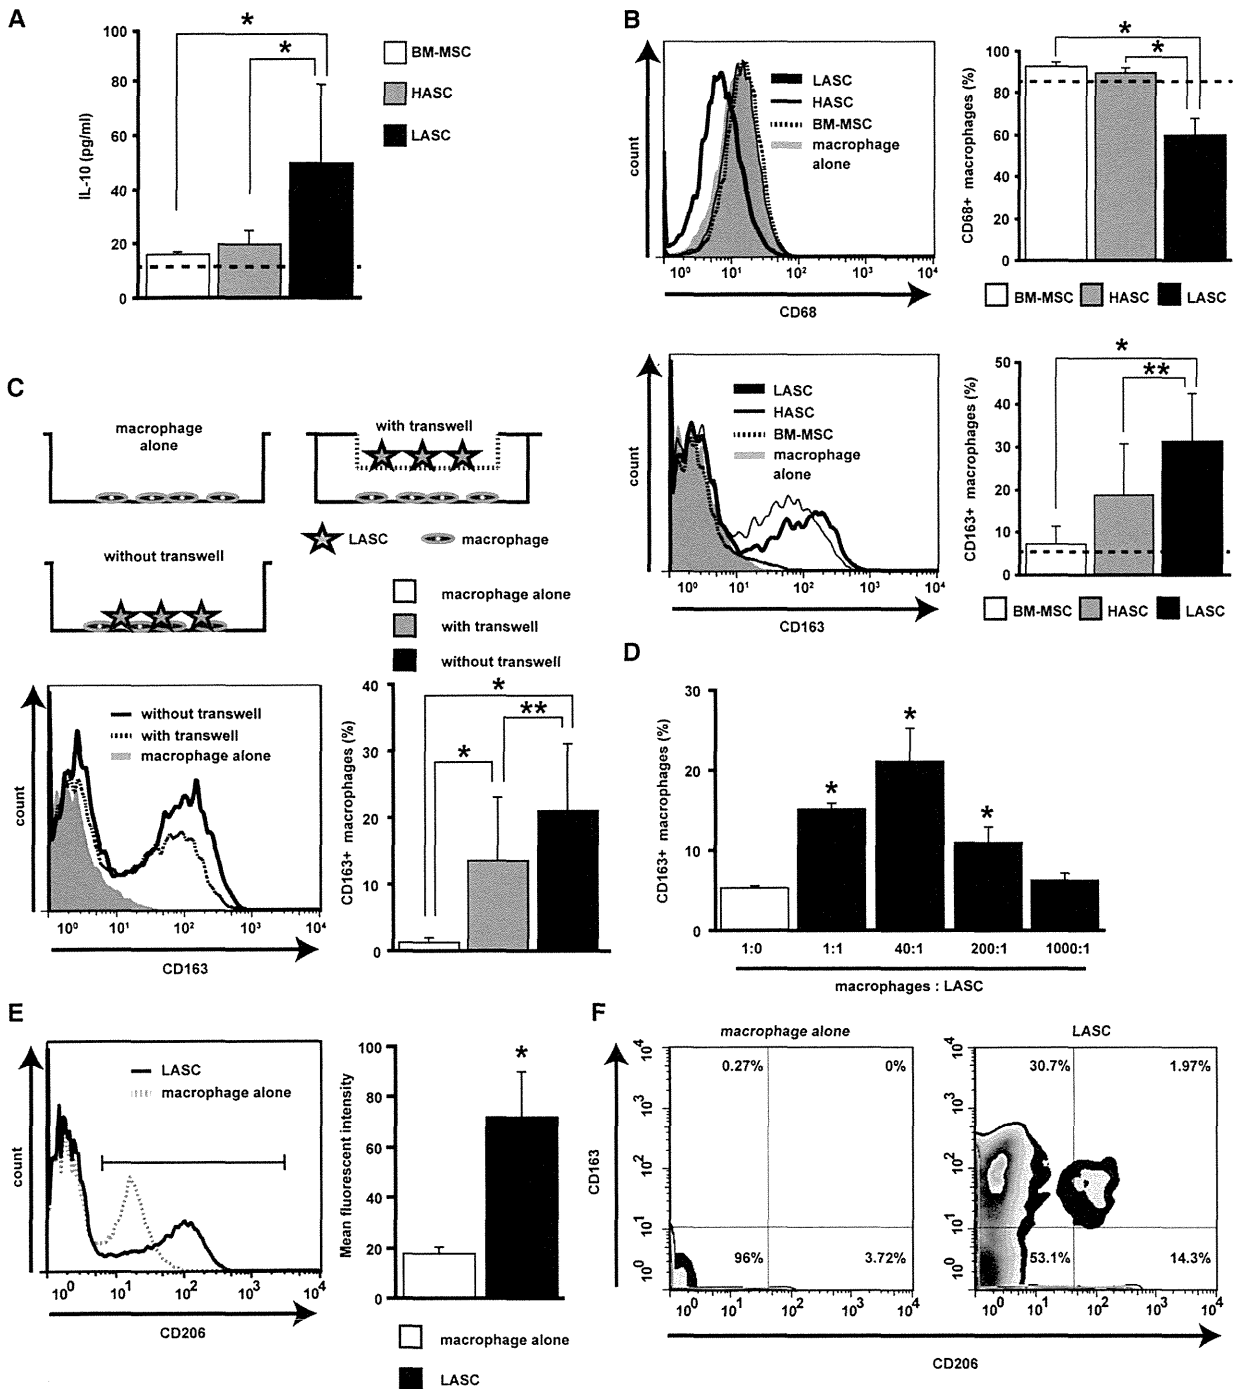 A
IL-10 (pg/ml)
100
80
60
40
20
0
*
*
BM-MSC
HASC
LASC
B
count
LASC
HASC
BM-MSC
macrophage
alone
10⁰ 10¹ 10² 10³ 10⁴
CD68
CD68+ macrophages (%)
100
80
60
40
20
0
*
*
BM-MSC HASC LASC
count
LASC
HASC
BM-MSC
macrophage
alone
10⁰ 10¹ 10² 10³ 10⁴
CD163
CD163+ macrophages (%)
50
40
30
20
10
0
*
**
BM-MSC HASC LASC
C
macrophage
alone
with transwell
LASC macrophage
without transwell
macrophage alone
with transwell
without transwell
count
without transwell
with transwell
macrophage alone
10⁰ 10¹ 10² 10³ 10⁴
CD163
CD163+ macrophages (%)
40
30
20
10
0
*
**
*
D
CD163+ macrophages (%)
30
20
10
0
* * *
1:0 1:1 40:1 200:1 1000:1
macrophages : LASC
E
count
LASC
macrophage alone
10⁰ 10¹ 10² 10³ 10⁴
CD206
Mean fluorescent intensity
100
80
60
40
20
0
*
macrophage alone
LASC
F
CD163
macrophage alone
10⁴
10³
10²
10¹
10⁰
0.27% 0%
96% 3.72%
10⁰ 10¹ 10² 10³ 10⁴
LASC
10⁴
10³
10²
10¹
10⁰
30.7% 1.97%
53.1% 14.3%
10⁰ 10¹ 10² 10³ 10⁴
CD206